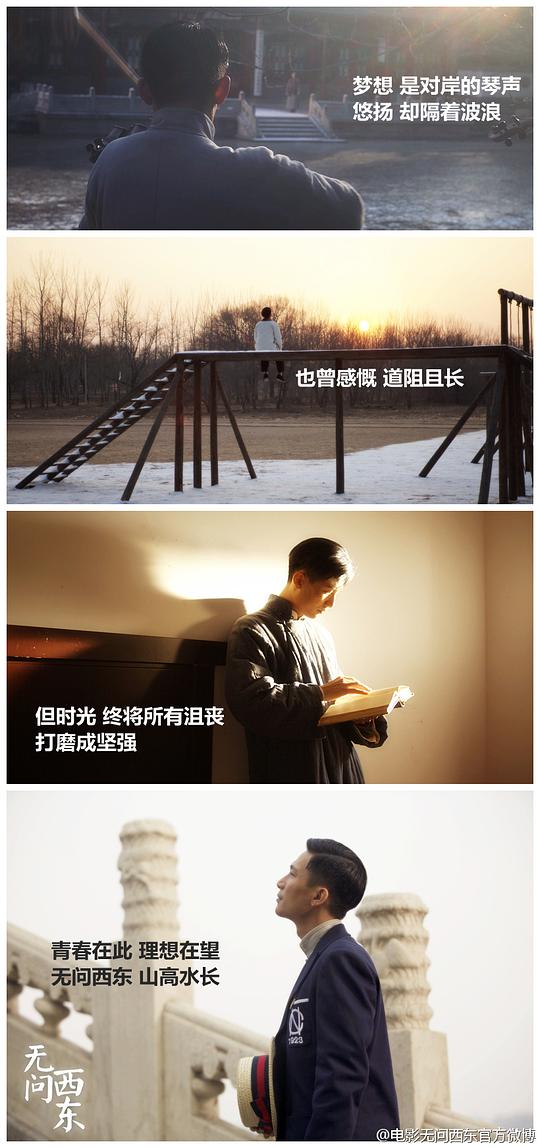 梦想 是对岸的琴声
悠扬 却隔着波浪
也曾感慨 道阻且长
但时光 终将所有沮丧
打磨成坚强
青春在此 理想在望
无问西东 山高水长
1923
无问
西东
@电影无问西东官方微博